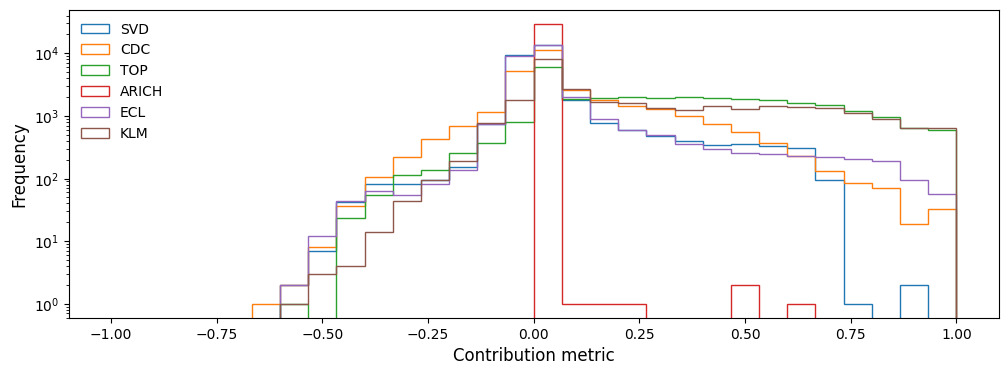 SVD
CDC
TOP
ARICH
ECL
KLM
Frequency
10⁴
10³
10²
10¹
10⁰
−1.00 −0.75 −0.50 −0.25 0.00 0.25 0.50 0.75 1.00
Contribution metric